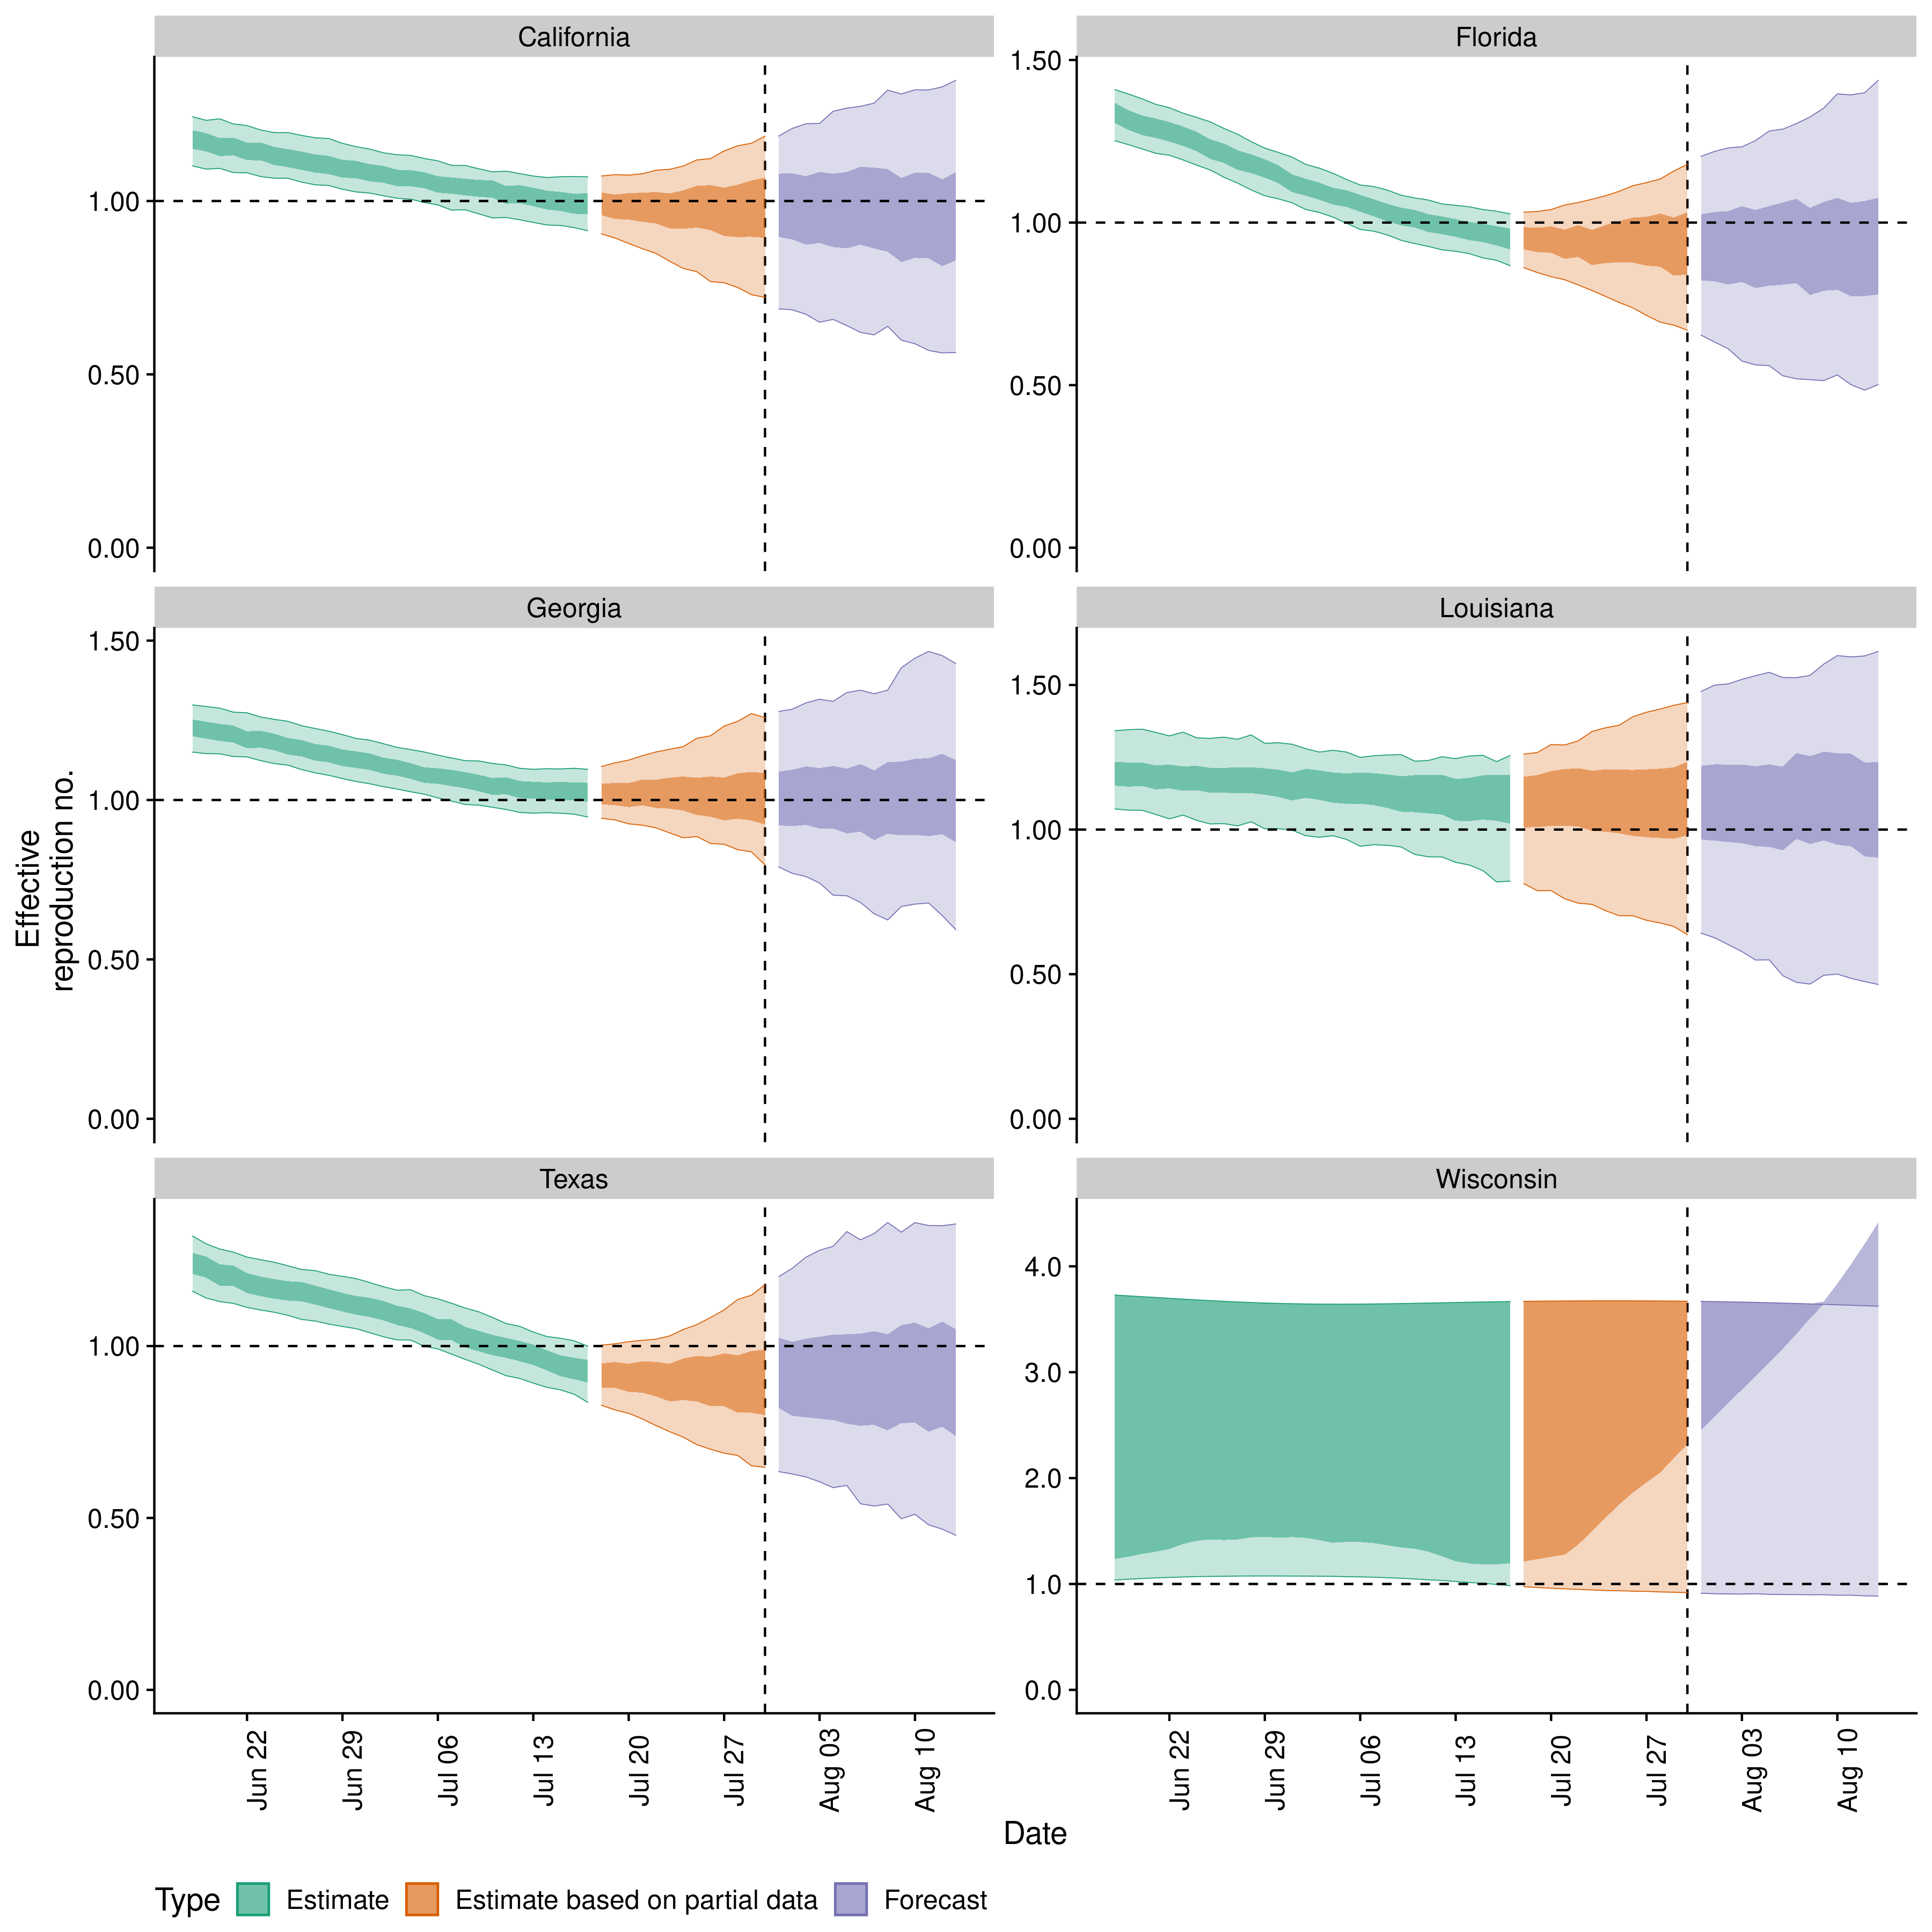 California
Florida
1.00
0.50
0.00
1.50
1.00
0.50
0.00
Georgia
Louisiana
1.50
1.00
0.50
0.00
1.50
1.00
0.50
0.00
Effective
reproduction no.
Texas
Wisconsin
1.00
0.50
0.00
4.0
3.0
2.0
1.0
0.0
Jun 22
Jun 29
Jul 06
Jul 13
Jul 20
Jul 27
Aug 03
Aug 10
Jun 22
Jun 29
Jul 06
Jul 13
Jul 20
Jul 27
Aug 03
Aug 10
Date
Type Estimate Estimate based on partial data Forecast